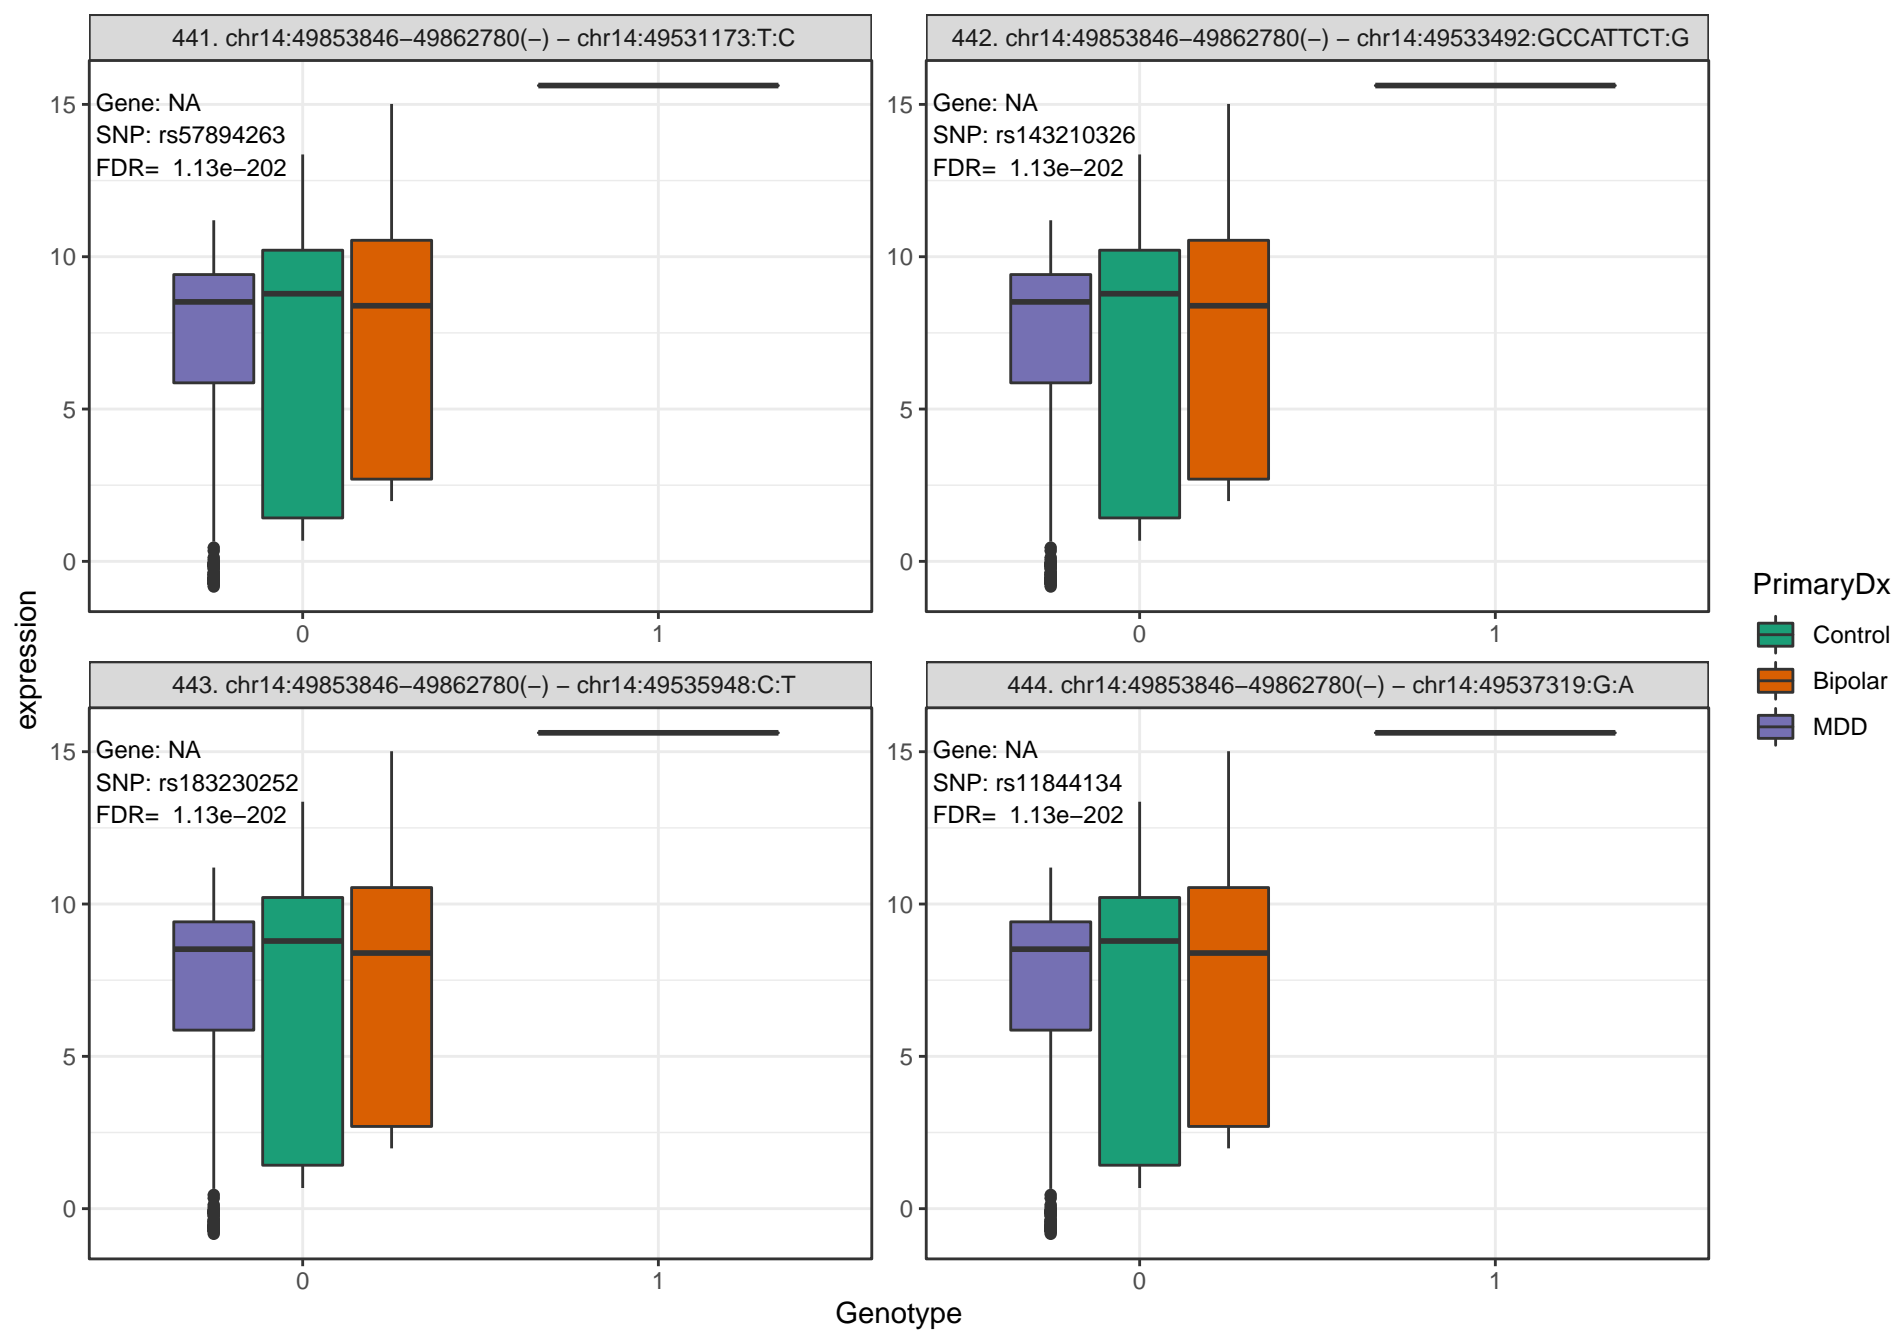 441. chr14:49853846−49862780(−) − chr14:49531173:T:C
Gene: NA
SNP: rs57894263
FDR= 1.13e−202
15
10
5
0
0
1
442. chr14:49853846−49862780(−) − chr14:49533492:GCCATTCT:G
Gene: NA
SNP: rs143210326
FDR= 1.13e−202
15
10
5
0
0
1
443. chr14:49853846−49862780(−) − chr14:49535948:C:T
Gene: NA
SNP: rs183230252
FDR= 1.13e−202
15
10
5
0
0
1
444. chr14:49853846−49862780(−) − chr14:49537319:G:A
Gene: NA
SNP: rs11844134
FDR= 1.13e−202
15
10
5
0
0
1
expression
Genotype
PrimaryDx
Control
Bipolar
MDD